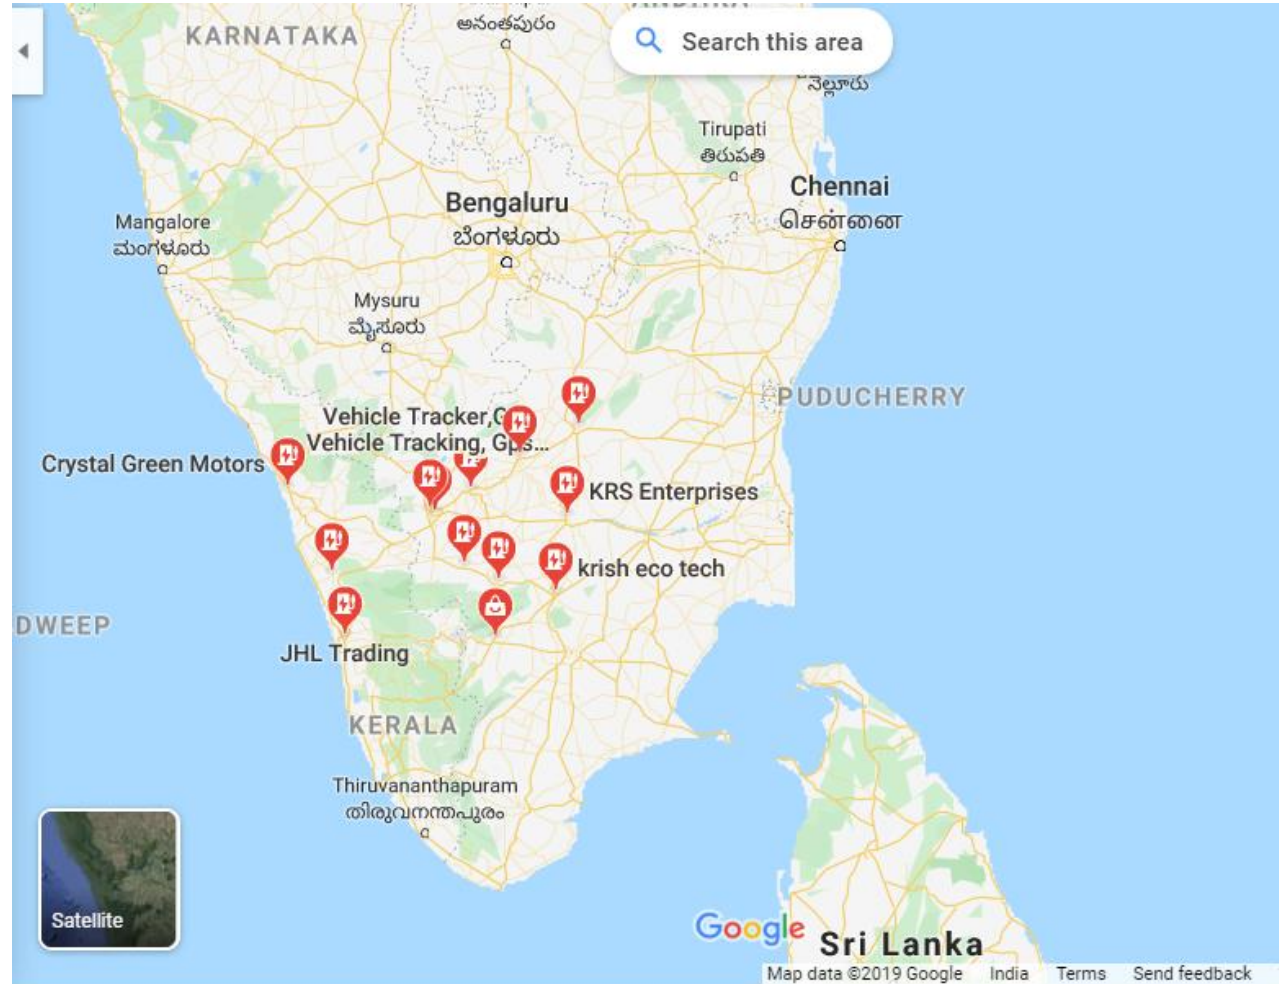 ANDHRA
KARNATAKA
అనంతపురం
Search this area
నెల్లూరు
Tirupati
తిరుపతి
Chennai
சென்னை
Bengaluru
ಬೆಂಗಳೂರು
Mangalore
ಮಂಗಳೂರು
Mysuru
ಮೈಸೂರು
PUDUCHERRY
Vehicle Tracker,G
Vehicle Tracking, Gps...
Crystal Green Motors
KRS Enterprises
krish eco tech
DWEEP
JHL Trading
KERALA
Thiruvananthapuram
തിരുവനന്തപുരം
Satellite
Google
Sri Lanka
Map data ©2019 Google India Terms Send feedback